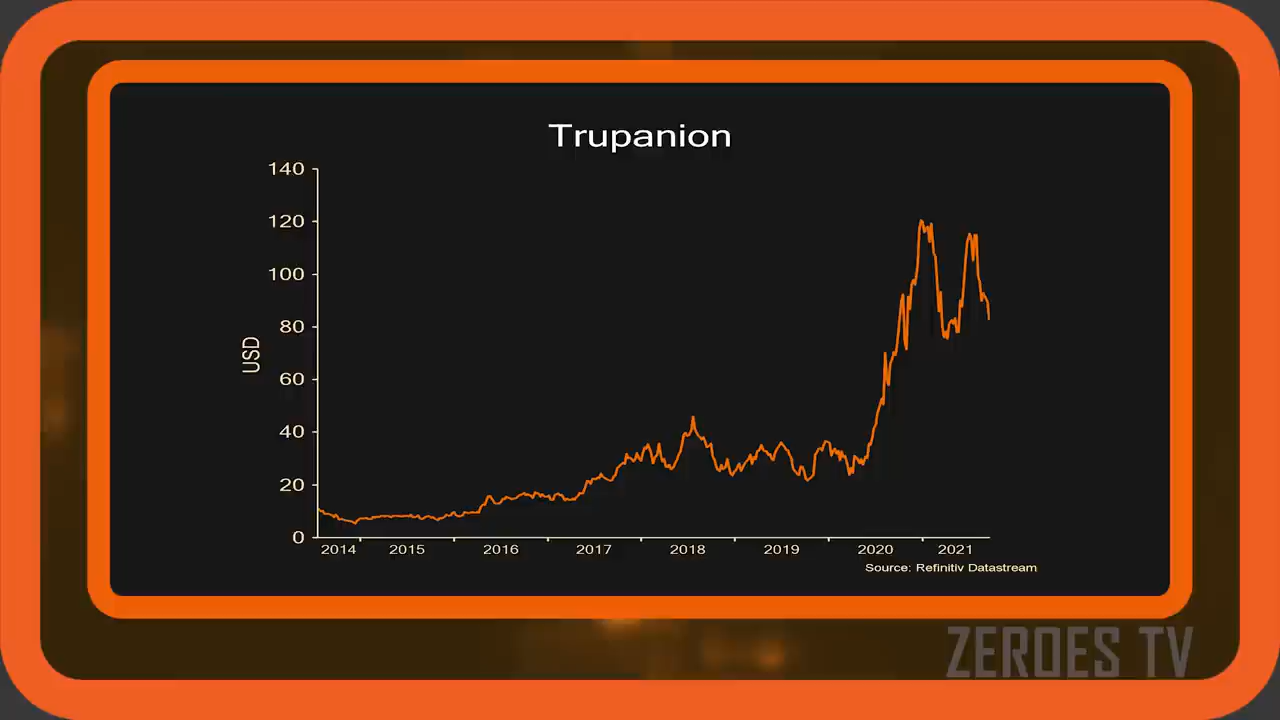 Trupanion
140
120
100
80
60
40
20
0
USD
2014 2015 2016 2017 2018 2019 2020 2021
Source: Refinitiv Datastream
ZEROES TV